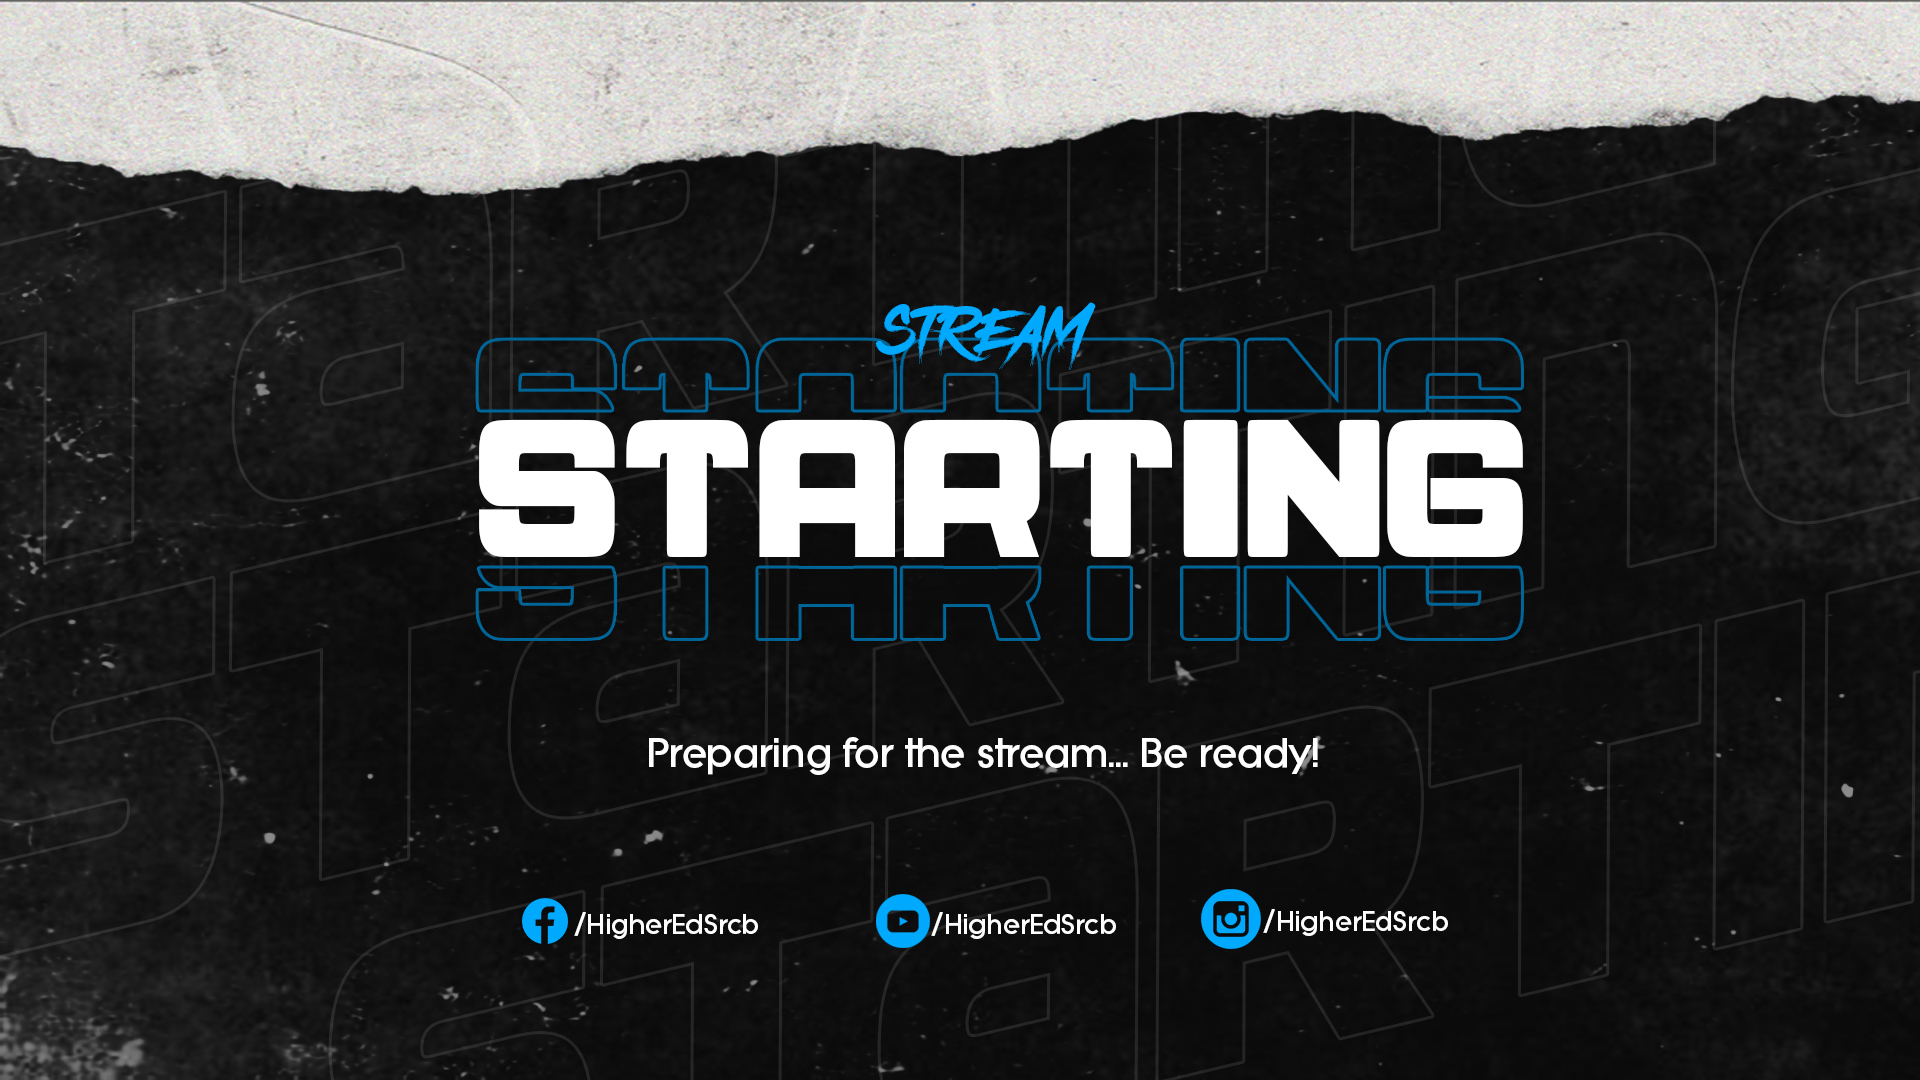 STREAM
STARTING
STARTING
STARTING
Preparing for the stream... Be ready!
/HigherEdSrcb
/HigherEdSrcb
/HigherEdSrcb